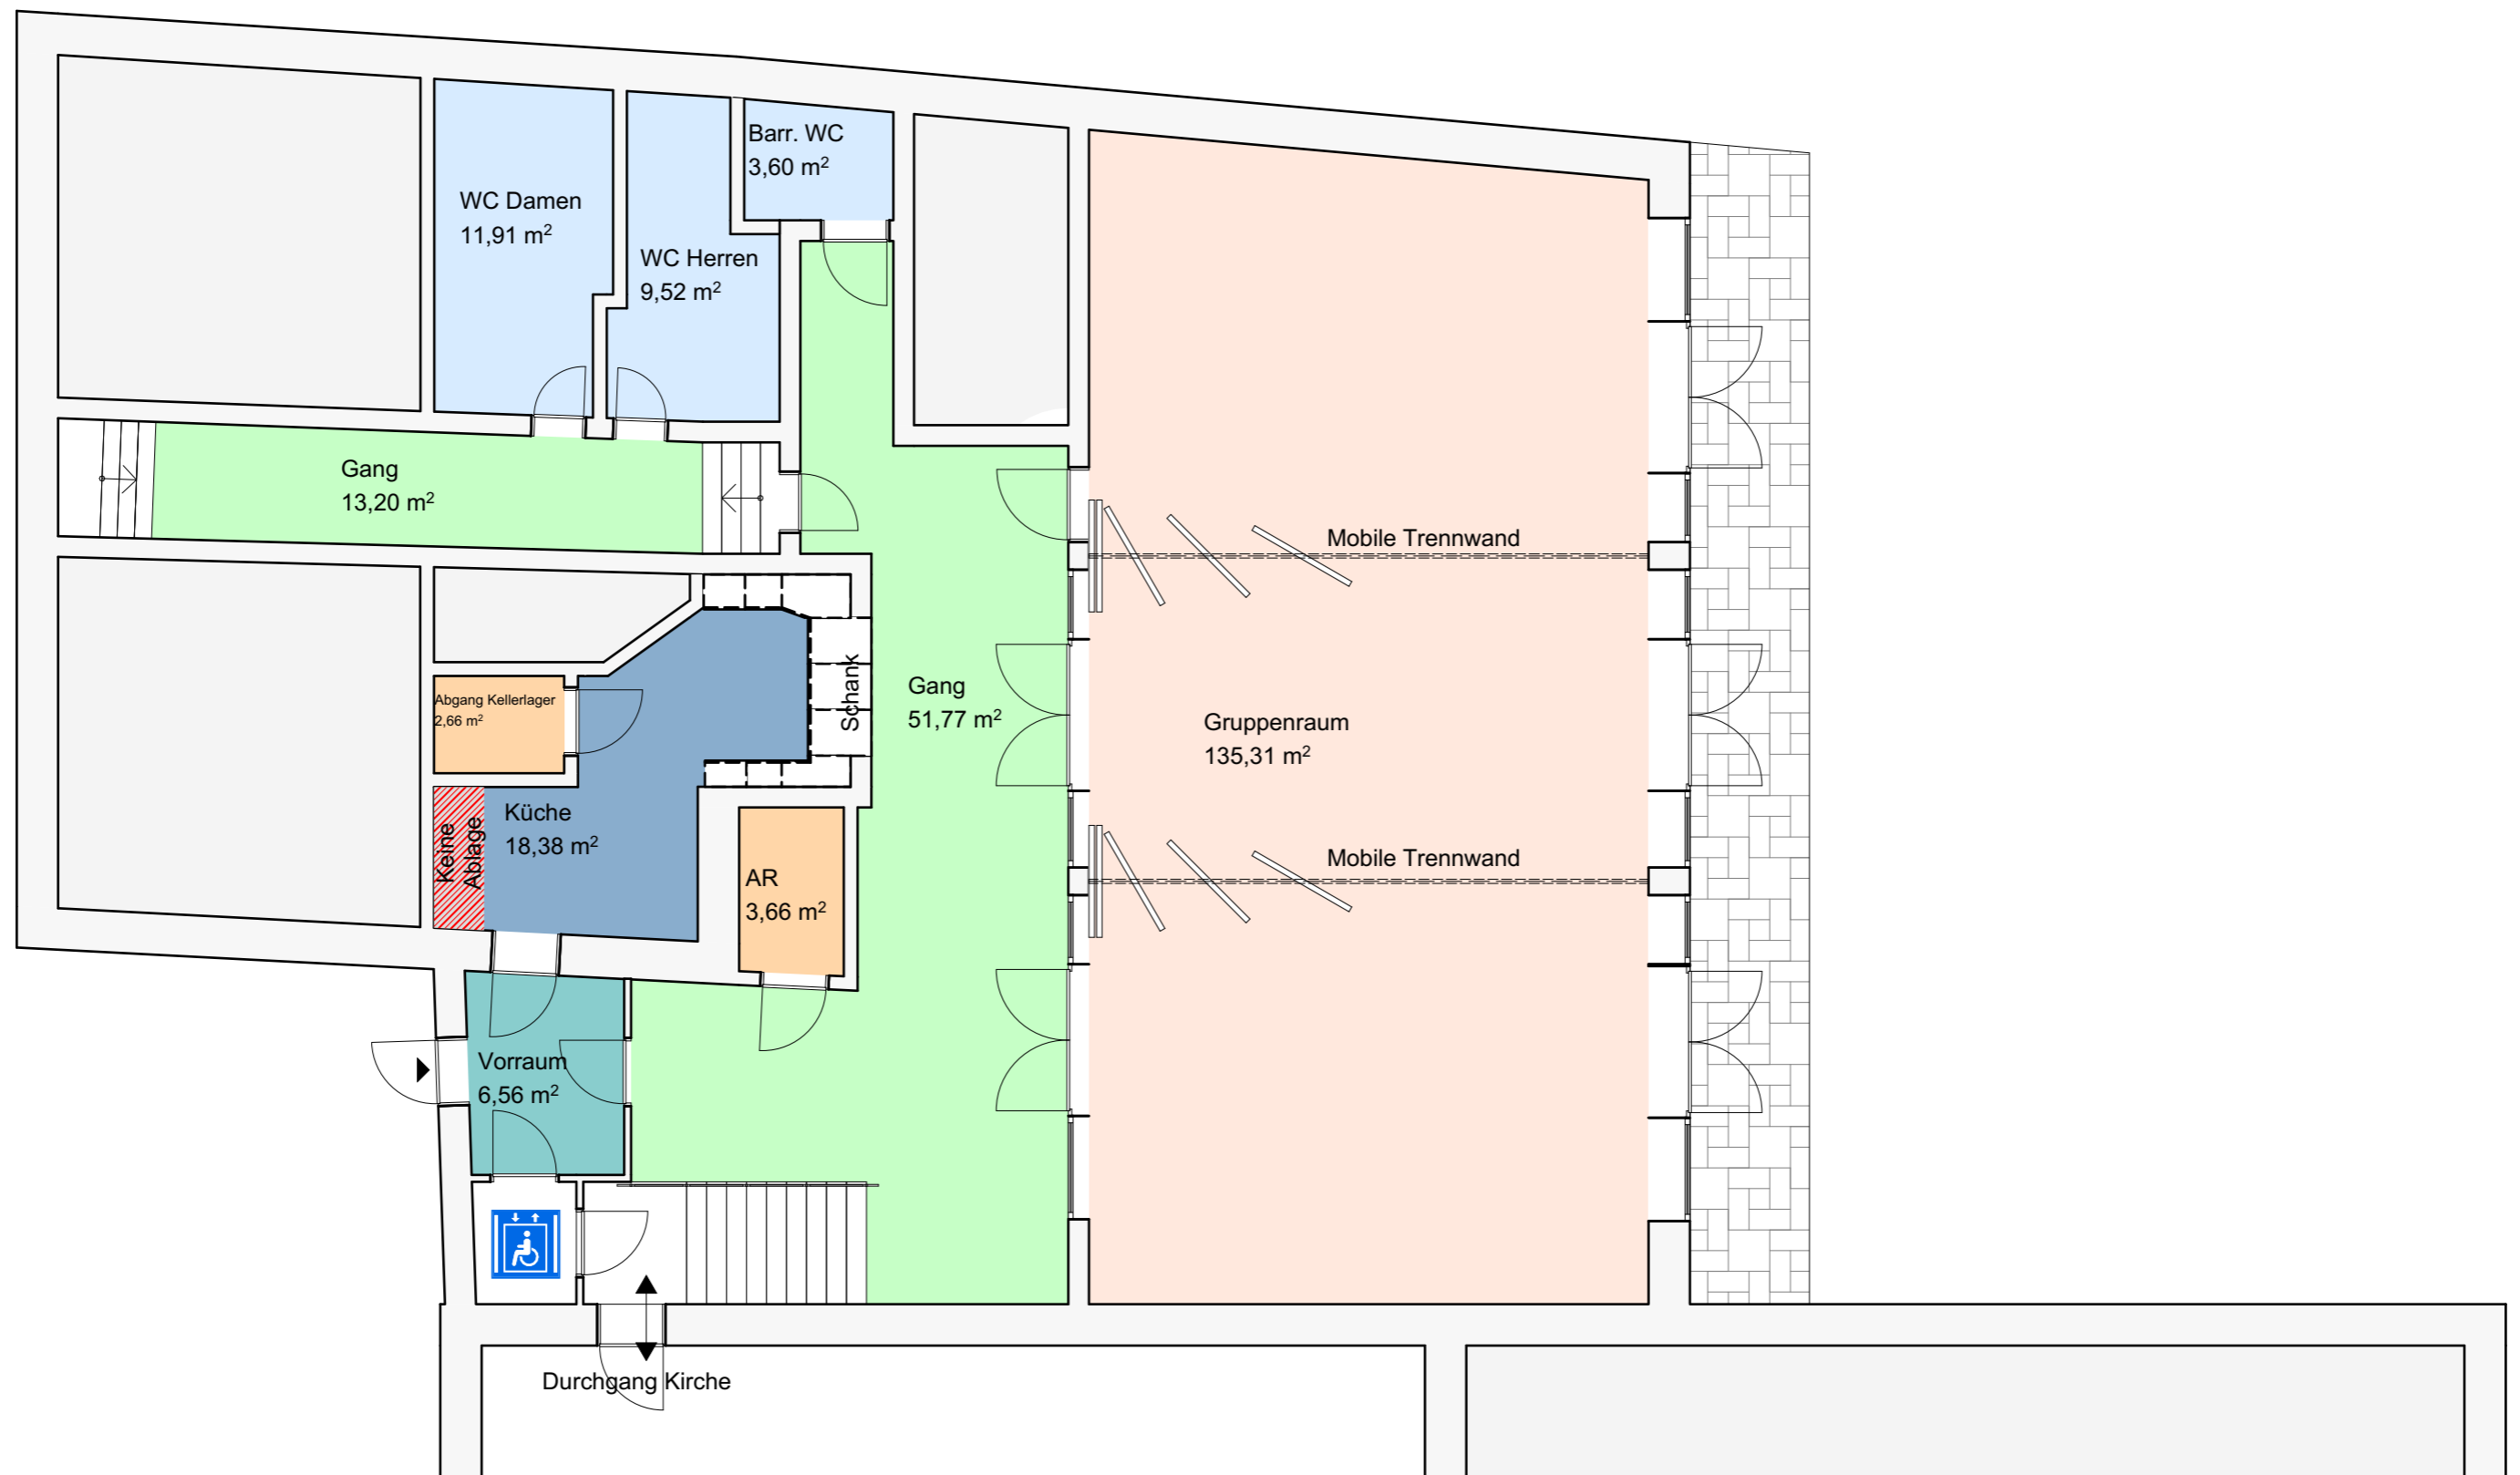 Barr. WC
3,60 m²
WC Damen
11,91 m²
WC Herren
9,52 m²
Gang
13,20 m²
Mobile Trennwand
Abgang Kellerlager
2,66 m²
Schank
Gang
51,77 m²
Gruppenraum
135,31 m²
Küche
18,38 m²
Keine
Ablage
Mobile Trennwand
AR
3,66 m²
Vorraum
6,56 m²
Durchgang Kirche